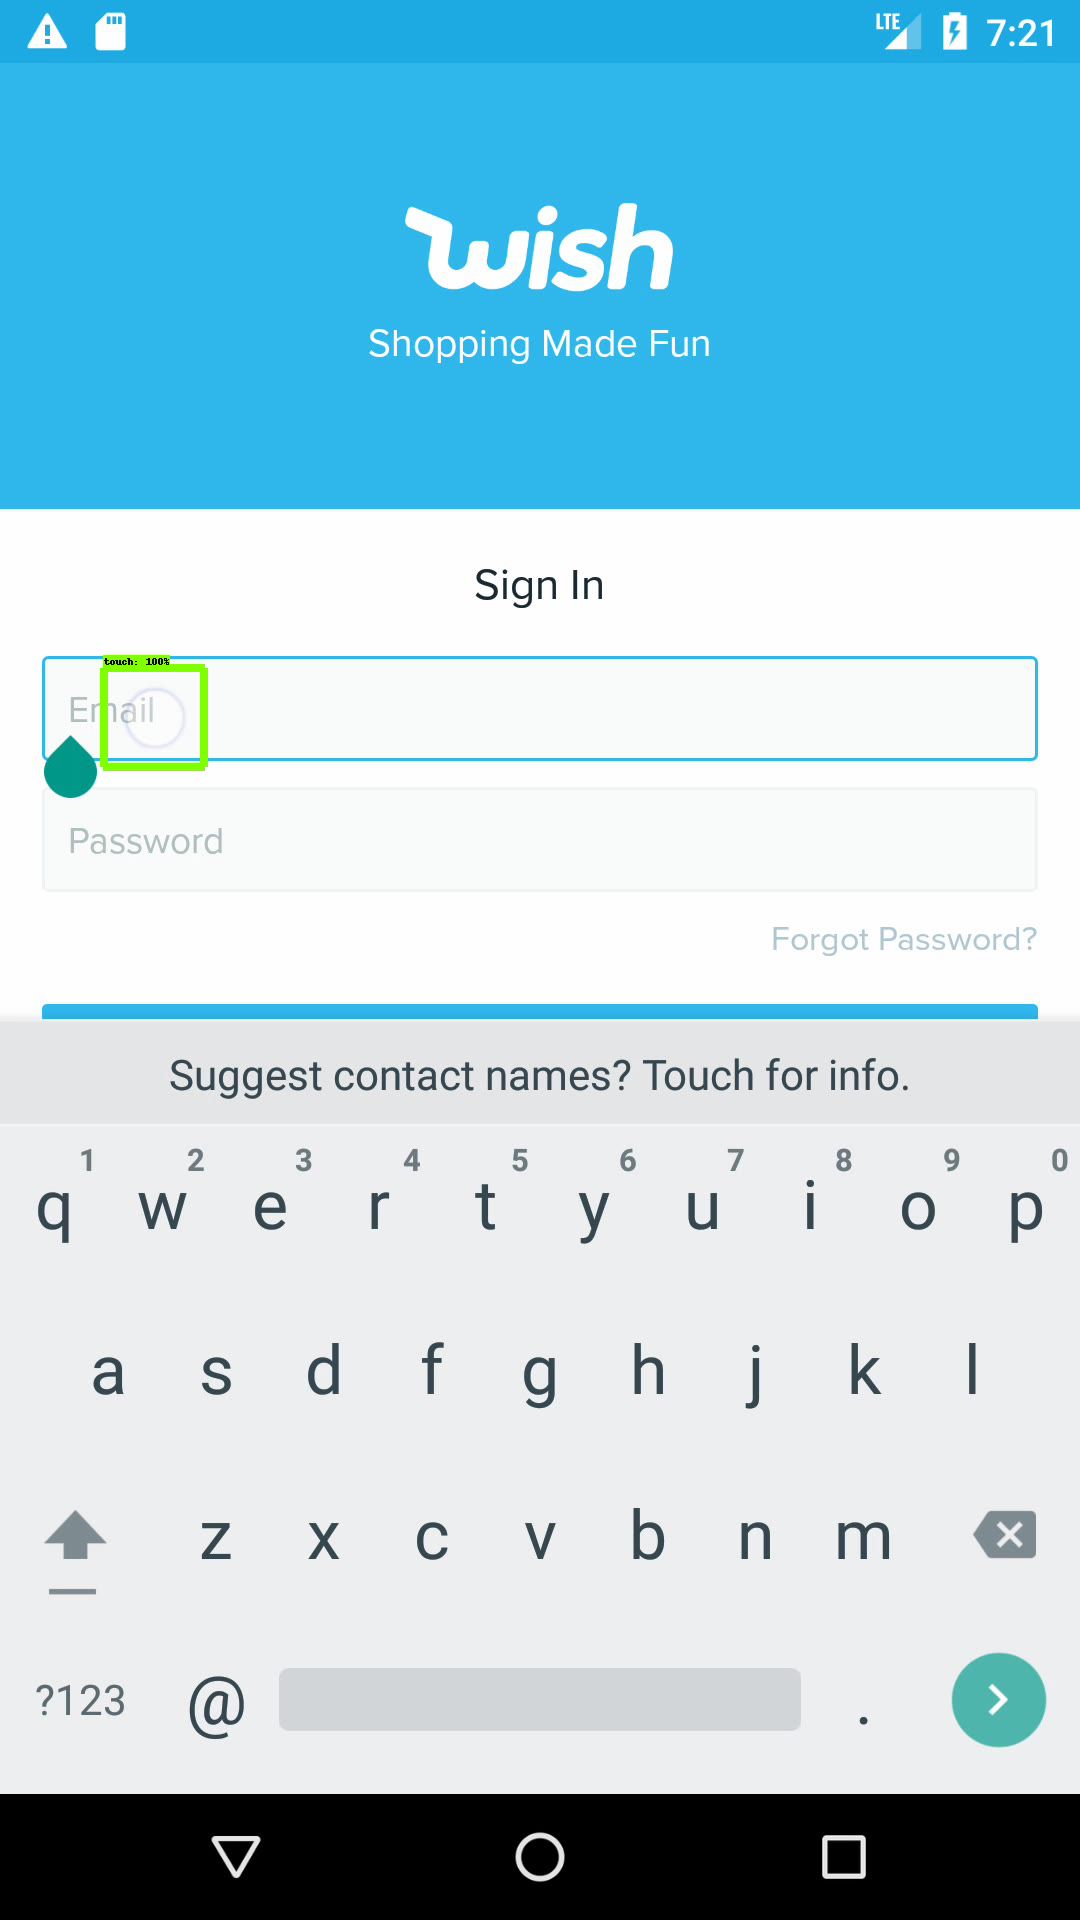 LTE 7:21
wish
Shopping Made Fun
Sign In
touch: 100%
Email
Password
Forgot Password?
Suggest contact names? Touch for info.
1 2 3 4 5 6 7 8 9 0
q w e r t y u i o p
a s d f g h j k l
z x c v b n m
?123 @ .